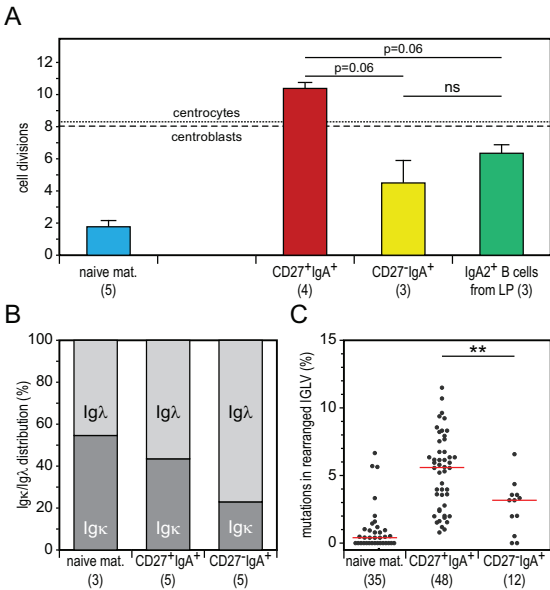 A
p=0.06
p=0.06
ns
12
10
8
6
4
2
0
cell divisions
centrocytes
centroblasts
naive mat.
(5)
CD27+IgA+
(4)
CD27-IgA+
(3)
IgA2+ B cells
from LP (3)
B
100
80
60
40
20
0
Igκ/Igλ distribution (%)
Igλ
Igλ
Igλ
Igκ
Igκ
Igκ
naive mat.
(3)
CD27+IgA+
(5)
CD27-IgA+
(5)
C
**
15
10
5
0
mutations in rearranged IGLV (%)
naive mat.
(35)
CD27+IgA+
(48)
CD27-IgA+
(12)